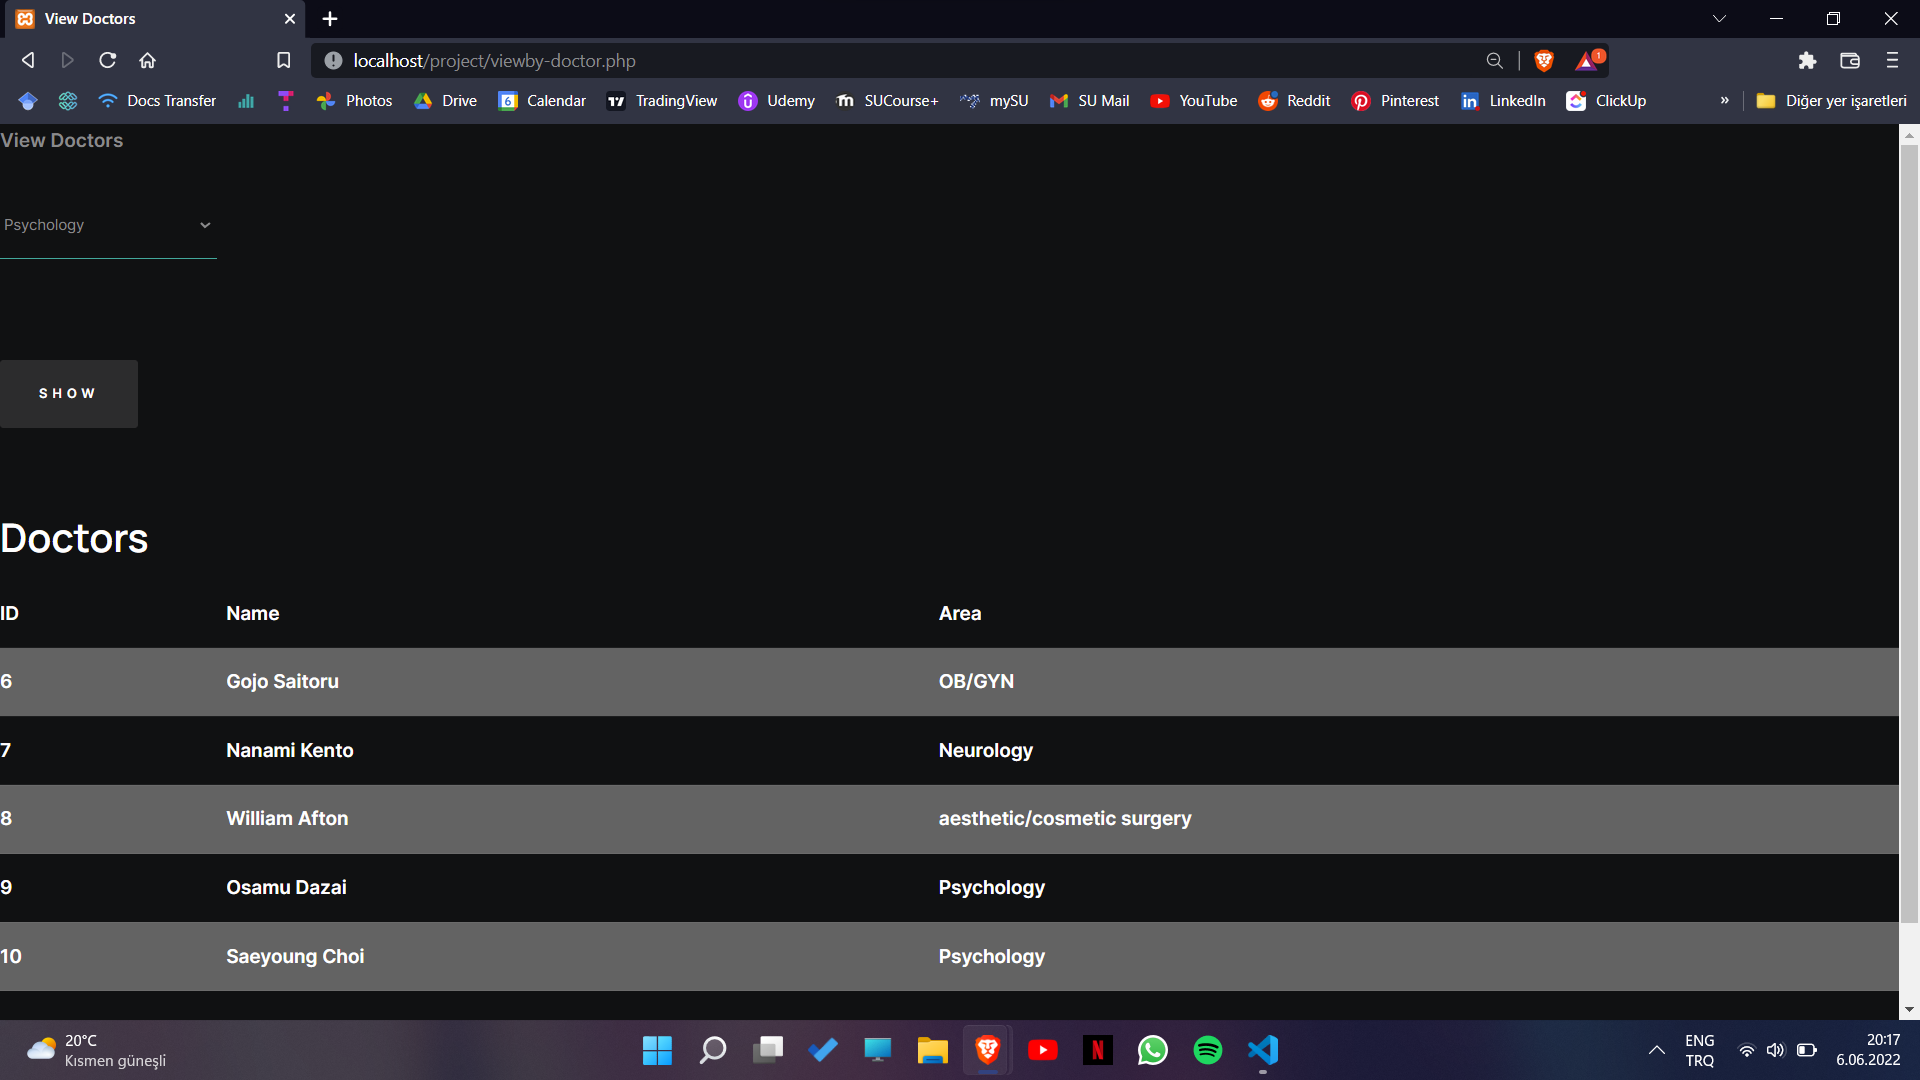 View Doctors
localhost/project/viewby-doctor.php
1
Docs Transfer
Photos
Drive
6
Calendar
TradingView
Udemy
SUCourse+
mySU
SU Mail
YouTube
Reddit
Pinterest
LinkedIn
ClickUp
»
Diğer yer işaretleri
View Doctors
Psychology
SHOW
Doctors
ID Name Area
6 Gojo Saitoru OB/GYN
7 Nanami Kento Neurology
8 William Afton aesthetic/cosmetic surgery
9 Osamu Dazai Psychology
10 Saeyoung Choi Psychology
20°C
Kısmen güneşli
ENG
TRQ
20:17
6.06.2022